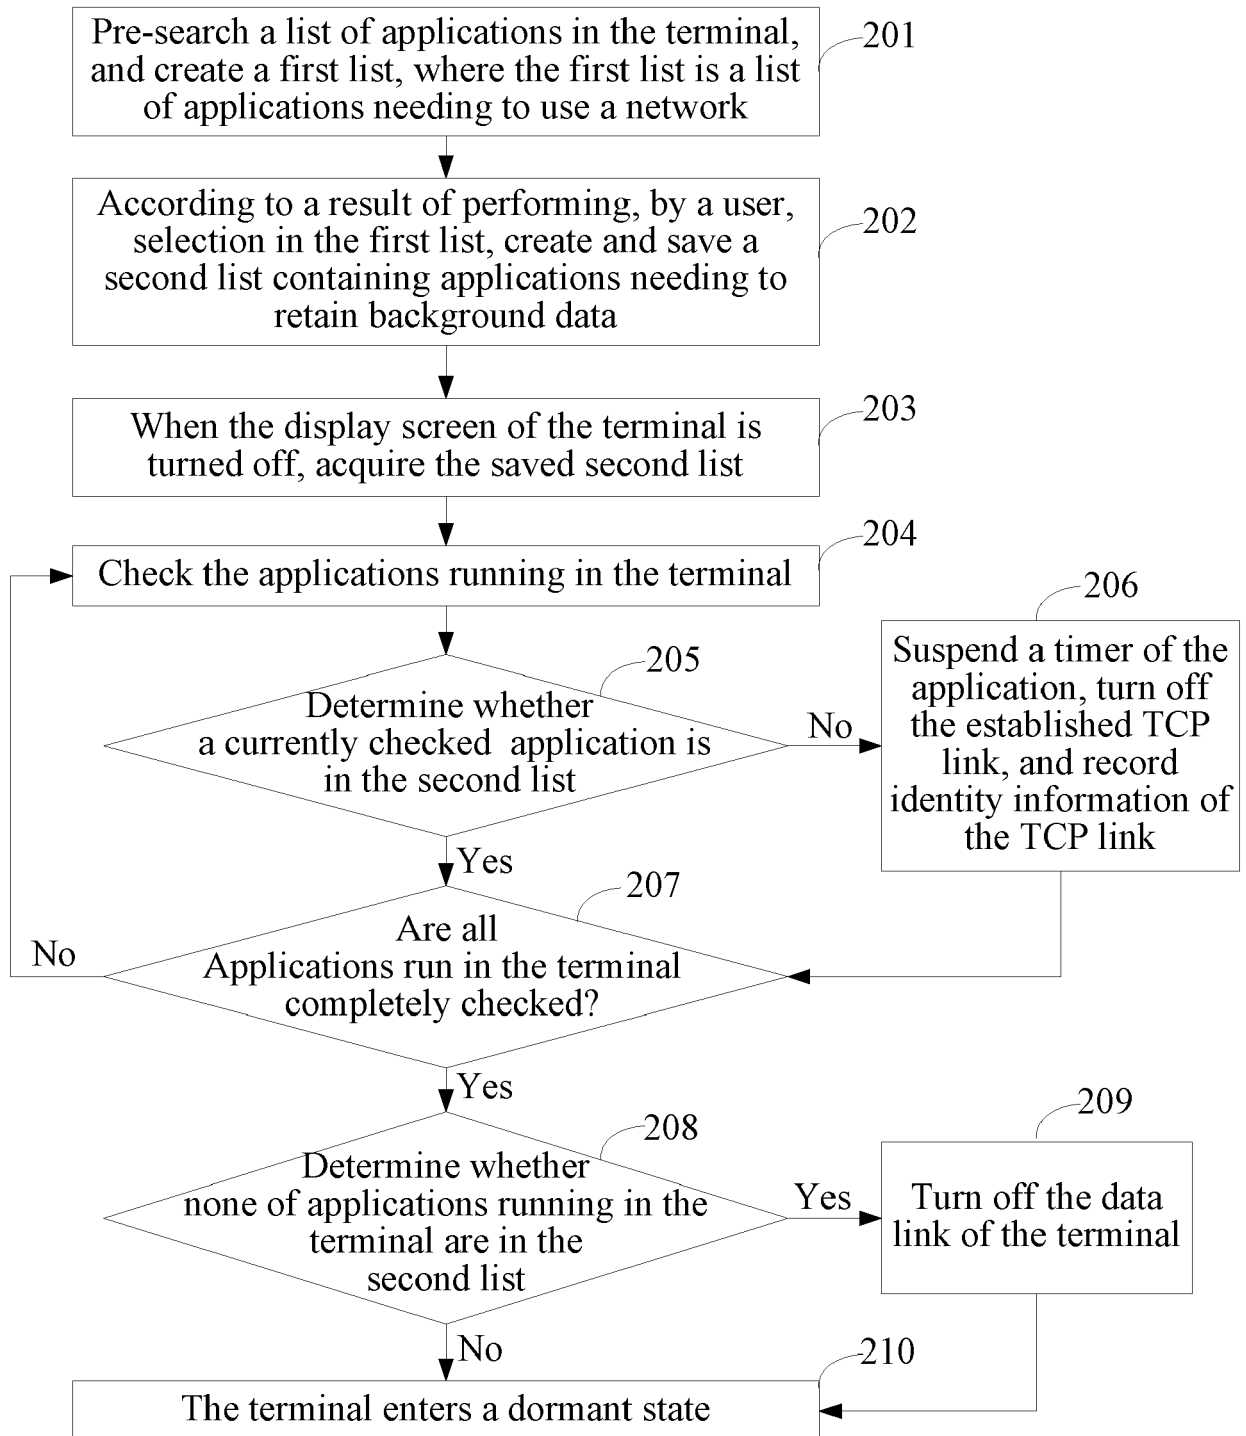 Pre-search a list of applications in the terminal,
and create a first list, where the first list is a list
of applications needing to use a network
201
According to a result of performing, by a user,
selection in the first list, create and save a
second list containing applications needing to
retain background data
202
When the display screen of the terminal is
turned off, acquire the saved second list
203
Check the applications running in the terminal
204
Determine whether
a currently checked application is
in the second list
205
No
Suspend a timer of the
application, turn off
the established TCP
link, and record
identity information of
the TCP link
206
Yes
Are all
Applications run in the terminal
completely checked?
207
No
Yes
Determine whether
none of applications running in the
terminal are in the
second list
208
Yes
Turn off the data
link of the terminal
209
No
The terminal enters a dormant state
210